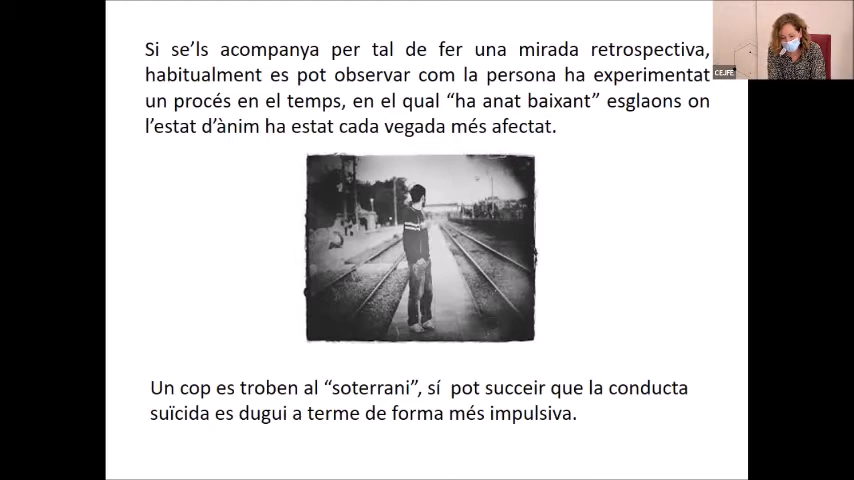 Si se’ls acompanya per tal de fer una mirada retrospectiva,
habitualment es pot observar com la persona ha experimentat
un procés en el temps, en el qual “ha anat baixant” esglaons on
l’estat d’ànim ha estat cada vegada més afectat.
CEJFE
Un cop es troben al “soterrani”, sí pot succeir que la conducta
suïcida es dugui a terme de forma més impulsiva.